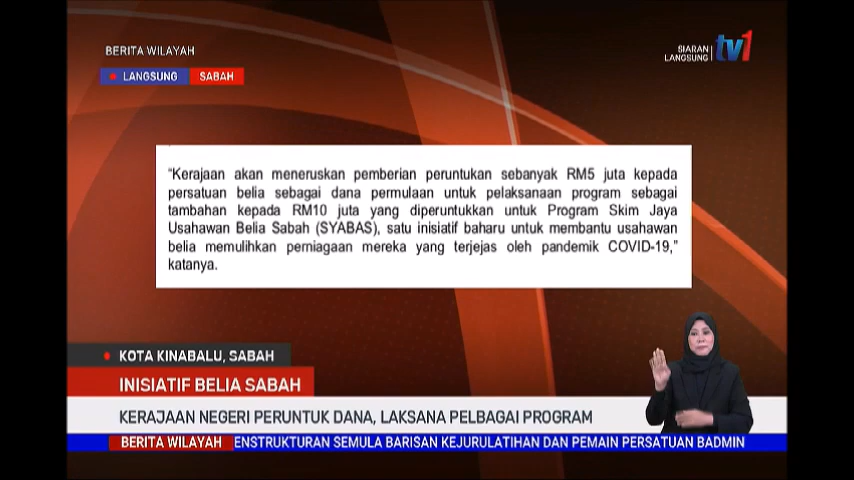 BERITA WILAYAH
SIARAN
LANGSUNG
tv1
LANGSUNG
SABAH
“Kerajaan akan meneruskan pemberian peruntukan sebanyak RM5 juta kepada
persatuan belia sebagai dana permulaan untuk pelaksanaan program sebagai
tambahan kepada RM10 juta yang diperuntukkan untuk Program Skim Jaya
Usahawan Belia Sabah (SYABAS), satu inisiatif baharu untuk membantu usahawan
belia memulihkan perniagaan mereka yang terjejas oleh pandemik COVID-19,”
katanya.
KOTA KINABALU, SABAH
INISIATIF BELIA SABAH
KERAJAAN NEGERI PERUNTUK DANA, LAKSANA PELBAGAI PROGRAM
BERITA WILAYAH
ENSTRUKTURAN SEMULA BARISAN KEJURULATIHAN DAN PEMAIN PERSATUAN BADMIN